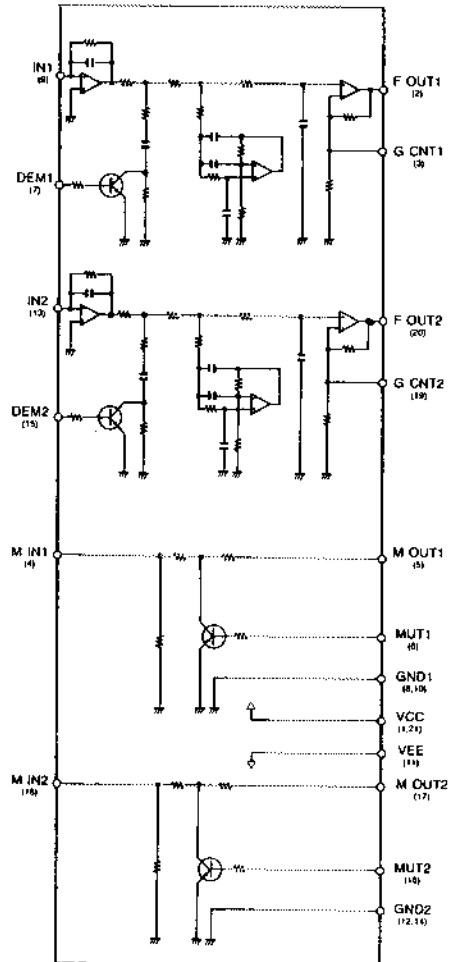 IN1
(9)
F OUT1
(2)
G CNT1
(3)
DEM1
(7)
IN2
(13)
F OUT2
(20)
G CNT2
(19)
DEM2
(15)
M IN1
(4)
M OUT1
(5)
MUT1
(6)
GND1
(8,10)
VCC
(1,21)
VEE
(11)
M IN2
(18)
M OUT2
(17)
MUT2
(16)
GND2
(12,14)